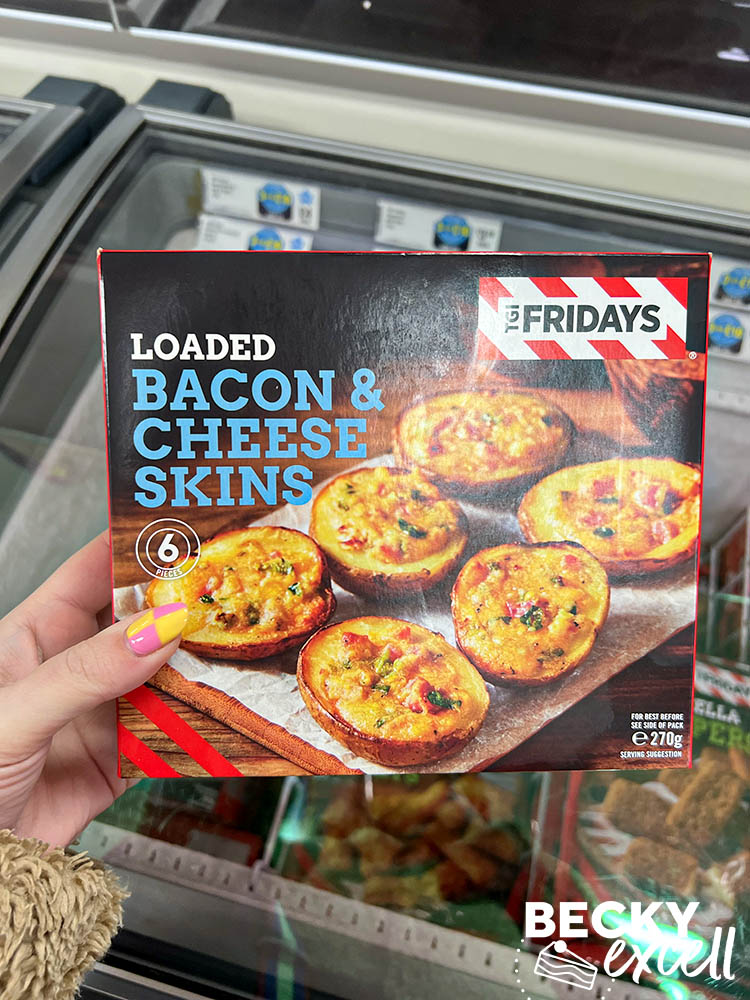 TGI FRIDAYS
®
LOADED
BACON &
CHEESE
SKINS
6
PIECES
FOR BEST BEFORE
SEE SIDE OF PACK
℮270g
SERVING SUGGESTION
BECKY
excell